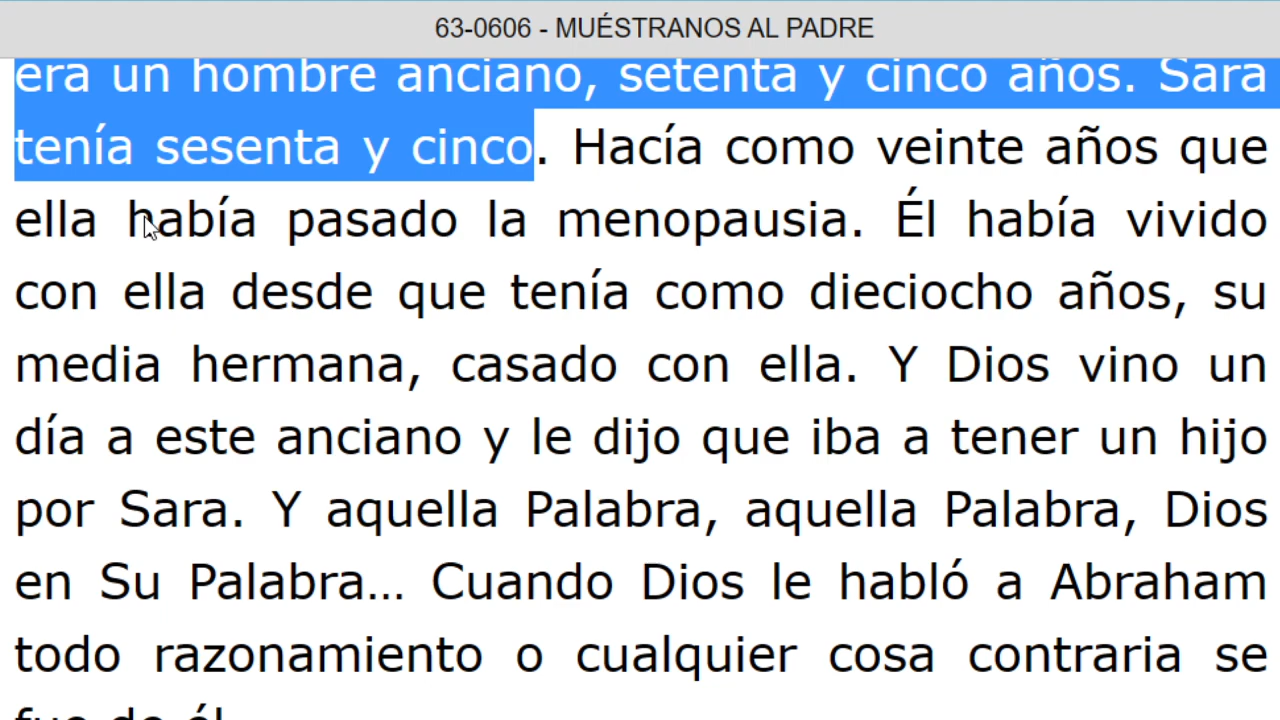 63-0606 - MUÉSTRANOS AL PADRE
era un hombre anciano, setenta y cinco años. Sara
tenía sesenta y cinco. Hacía como veinte años que
ella había pasado la menopausia. Él había vivido
con ella desde que tenía como dieciocho años, su
media hermana, casado con ella. Y Dios vino un
día a este anciano y le dijo que iba a tener un hijo
por Sara. Y aquella Palabra, aquella Palabra, Dios
en Su Palabra… Cuando Dios le habló a Abraham
todo razonamiento o cualquier cosa contraria se
fue de él